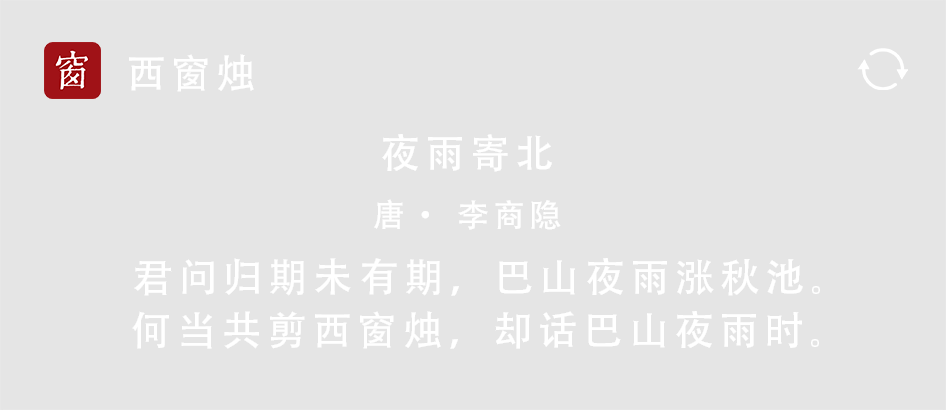 窗 西窗烛
夜雨寄北
唐· 李商隐
君问归期未有期，巴山夜雨涨秋池。
何当共剪西窗烛，却话巴山夜雨时。